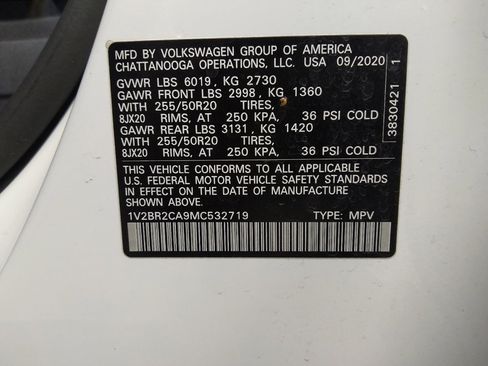 MFD BY VOLKSWAGEN GROUP OF AMERICA
CHATTANOOGA OPERATIONS, LLC. USA 09/2020
GVWR LBS 6019, KG 2730
GAWR FRONT LBS 2998, KG 1360
WITH 255/50R20 TIRES,
8JX20 RIMS, AT 250 KPA, 36 PSI COLD
GAWR REAR LBS 3131, KG 1420
WITH 255/50R20 TIRES,
8JX20 RIMS, AT 250 KPA, 36 PSI COLD
THIS VEHICLE CONFORMS TO ALL APPLICABLE
U.S. FEDERAL MOTOR VEHICLE SAFETY STANDARDS
IN EFFECT ON THE DATE OF MANUFACTURE
SHOWN ABOVE.
1V2BR2CA9MC532719 TYPE: MPV
3830421 1